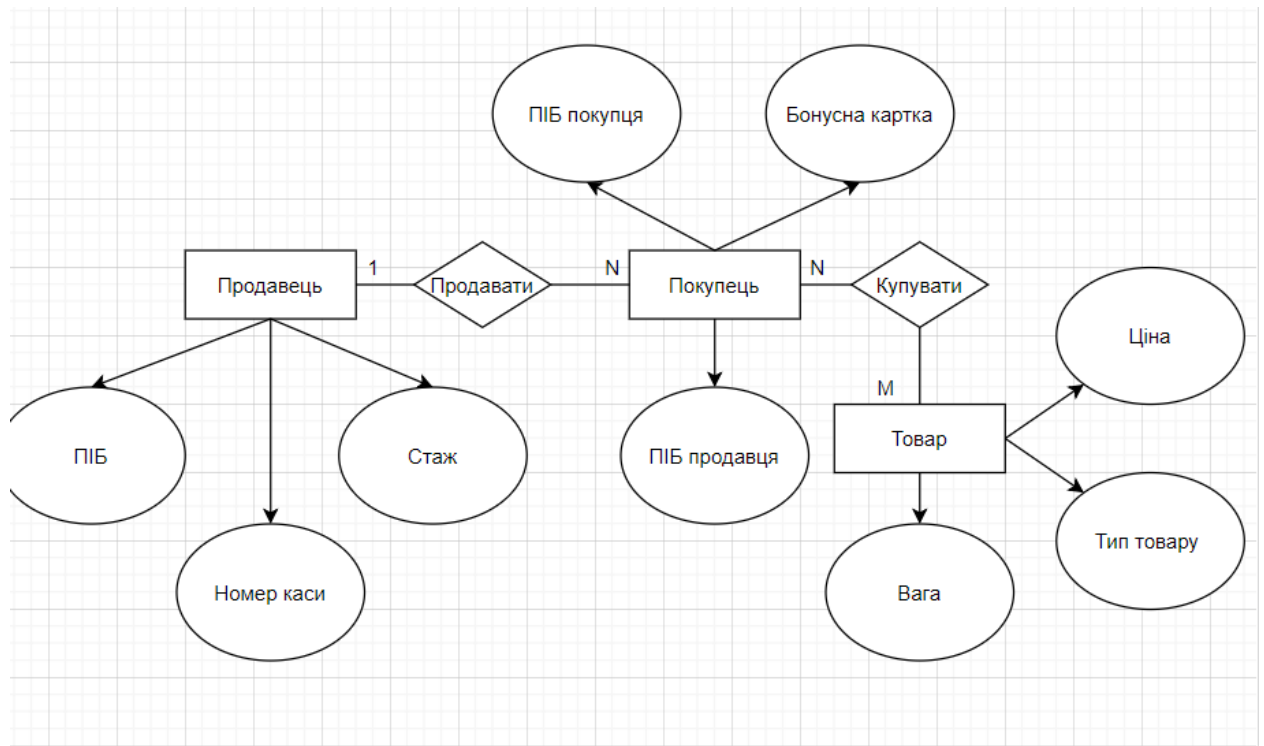 ПІБ покупця
Бонусна картка
Продавець
1
Продавати
N
Покупець
N
Купувати
Ціна
M
Товар
ПІБ
Стаж
ПІБ продавця
Тип товару
Номер каси
Вага